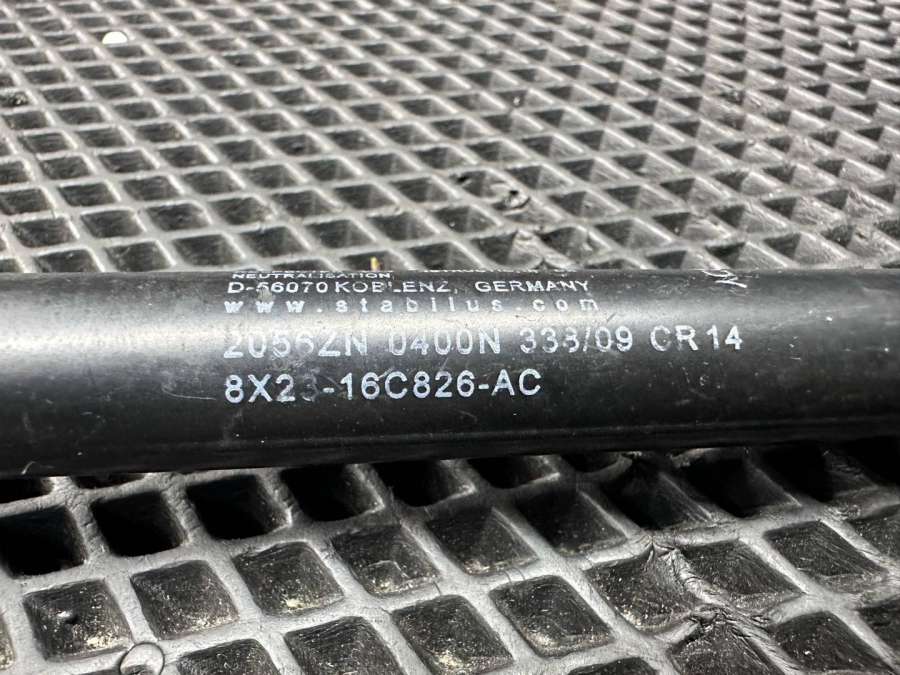 NEUTRALISATION,
D-56070 KOBLENZ, GERMANY
www.stabilus.com
2056ZN 0400N 338/09 CR14
8X23-16C826-AC